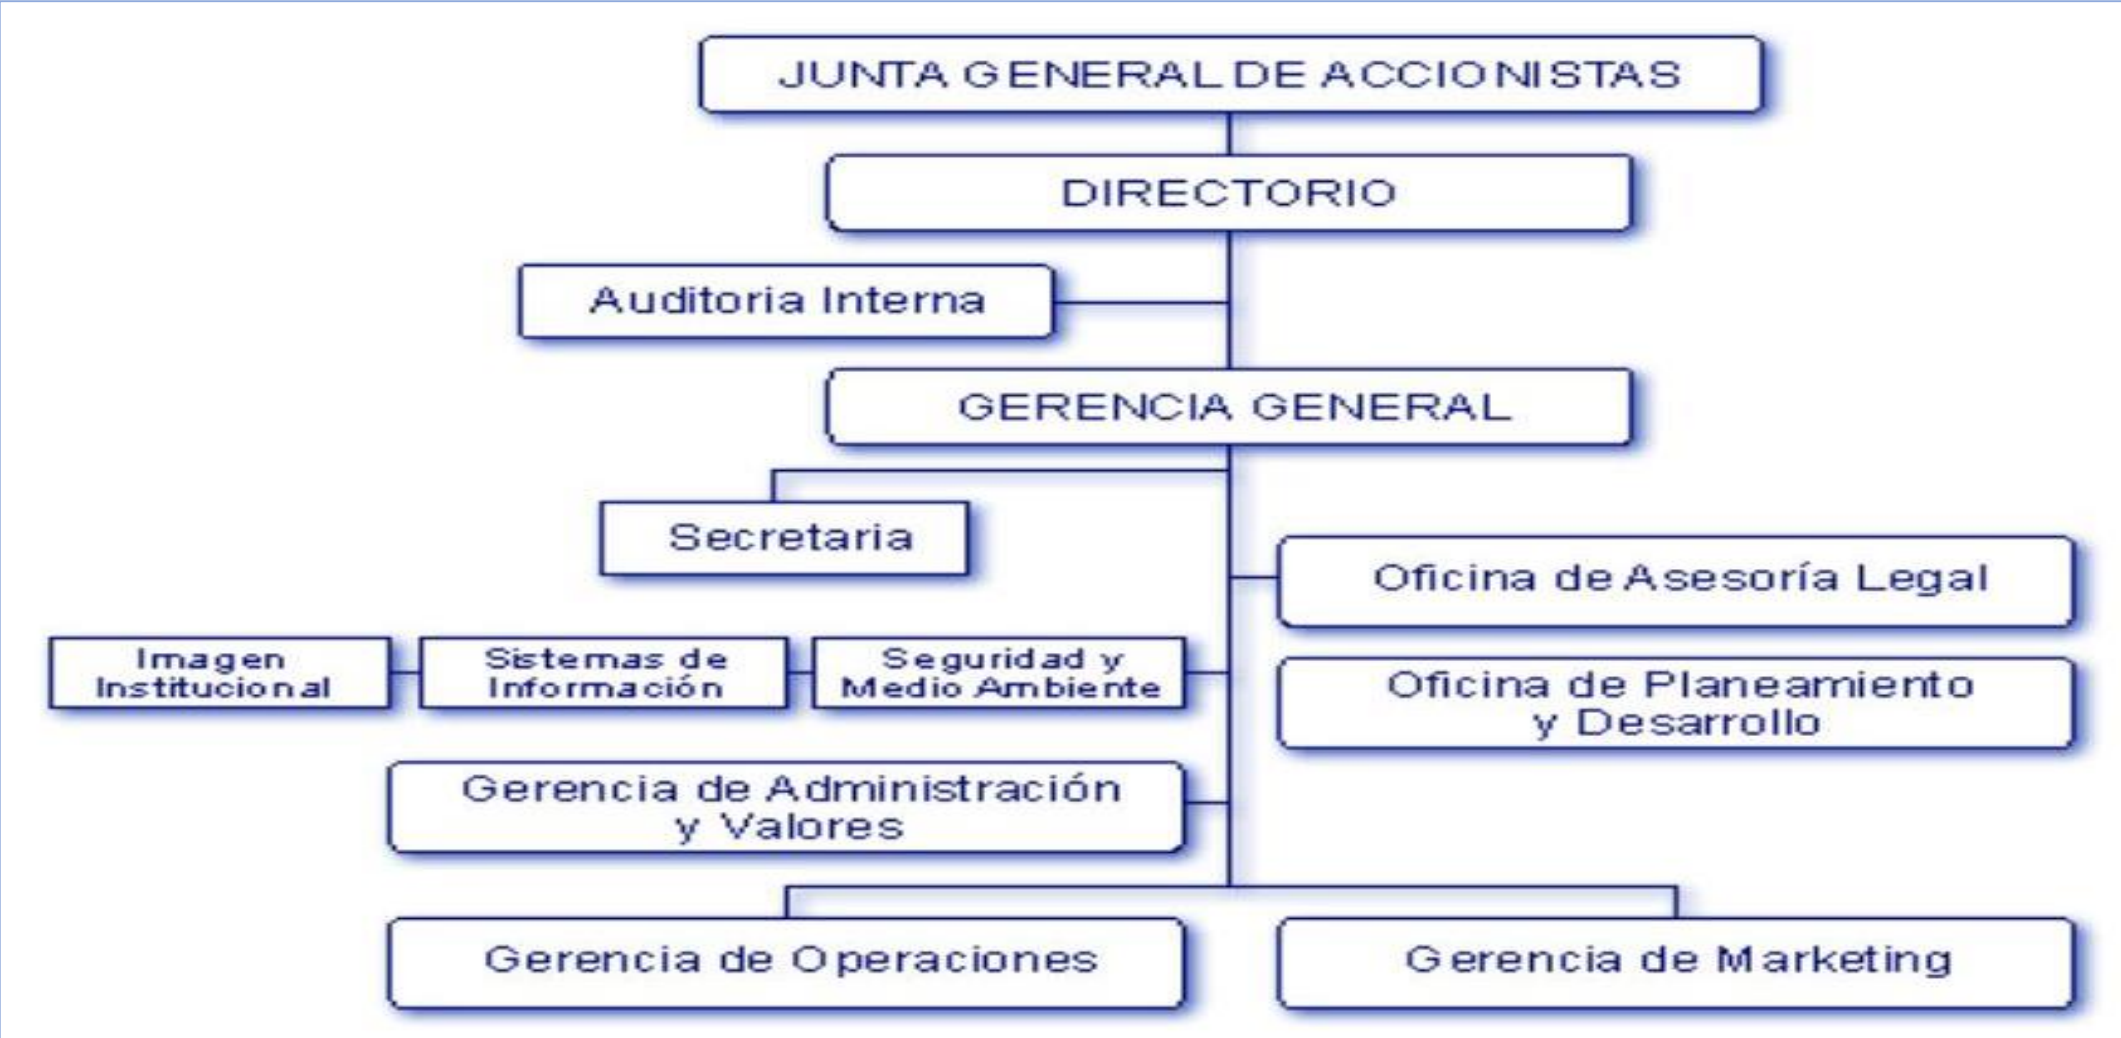 JUNTA GENERAL DE ACCIONISTAS
DIRECTORIO
Auditoria Interna
GERENCIA GENERAL
Secretaria
Oficina de Asesoría Legal
Imagen
Institucional
Sistemas de
Información
Seguridad y
Medio Ambiente
Oficina de Planeamiento
y Desarrollo
Gerencia de Administración
y Valores
Gerencia de Operaciones
Gerencia de Marketing